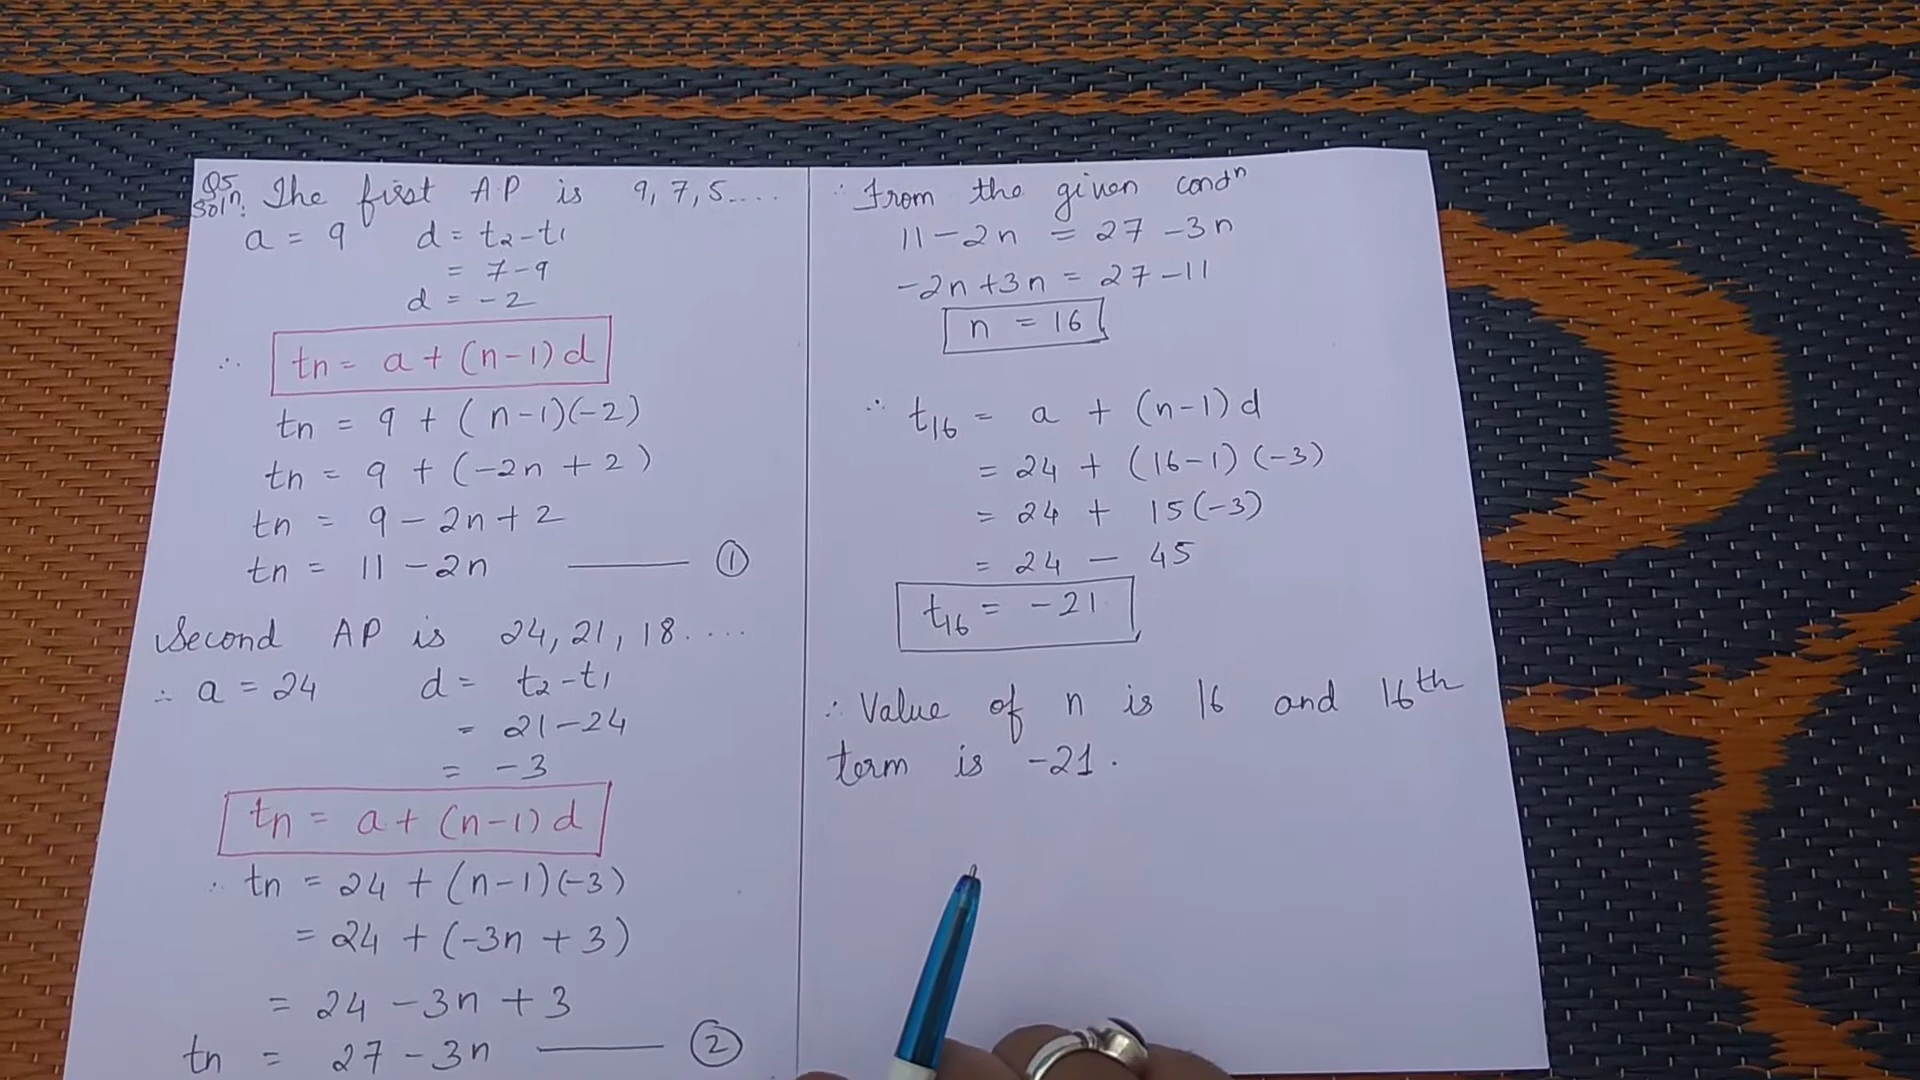 Q5
Solⁿ: The first AP is 9, 7, 5....
a = 9 d = t₂-t₁
= 7-9
d = -2
∴ tn = a + (n-1) d
tn = 9 + (n-1)(-2)
tn = 9 + (-2n + 2)
tn = 9 - 2n + 2
tn = 11 - 2n —— ①
Second AP is 24, 21, 18....
∴ a = 24 d = t₂-t₁
= 21-24
= -3
tn = a + (n-1) d
∴ tn = 24 + (n-1)(-3)
= 24 + (-3n + 3)
= 24 - 3n + 3
tn = 27 - 3n —— ②
∴ From the given condⁿ
11-2n = 27-3n
-2n+3n = 27-11
n = 16
∴ t₁₆ = a + (n-1) d
= 24 + (16-1) (-3)
= 24 + 15(-3)
= 24 - 45
t₁₆ = -21
∴ Value of n is 16 and 16th
term is -21.